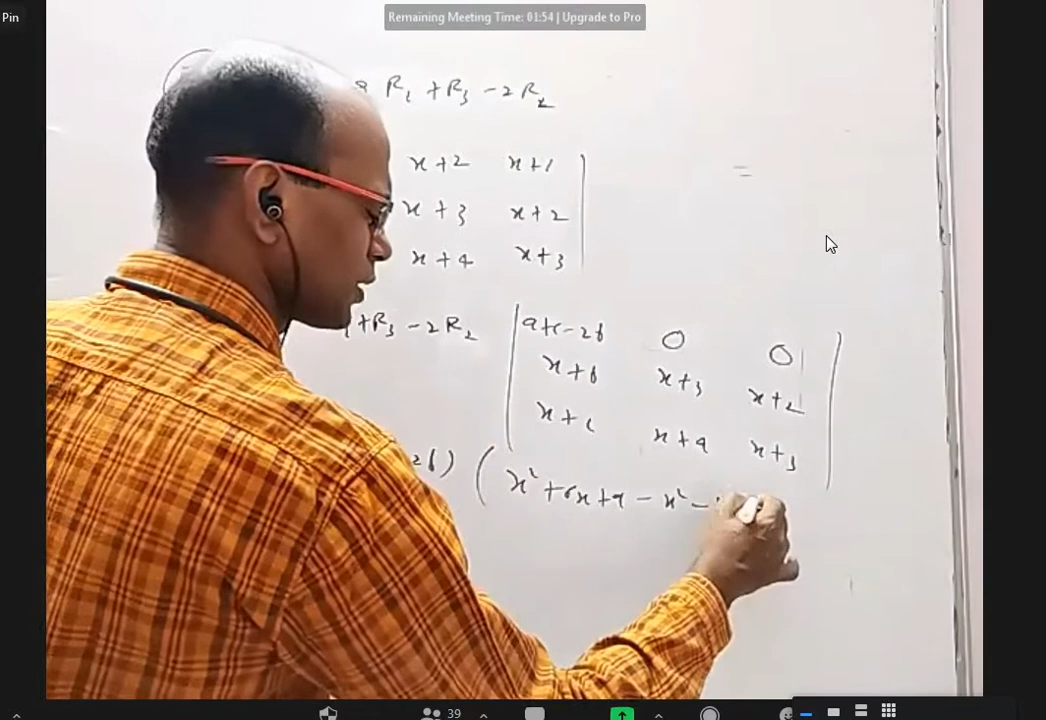 Pin
Remaining Meeting Time: 01:54 | Upgrade to Pro
R₁ + R₃ - 2R₂
x+2 x+1
x+3 x+2
=
x+4 x+3
+R₃ - 2R₂
a+c-2b 0 0
x+b x+3 x+2
x+c x+4 x+3
2b) (x²+6x+9 - x² -
39